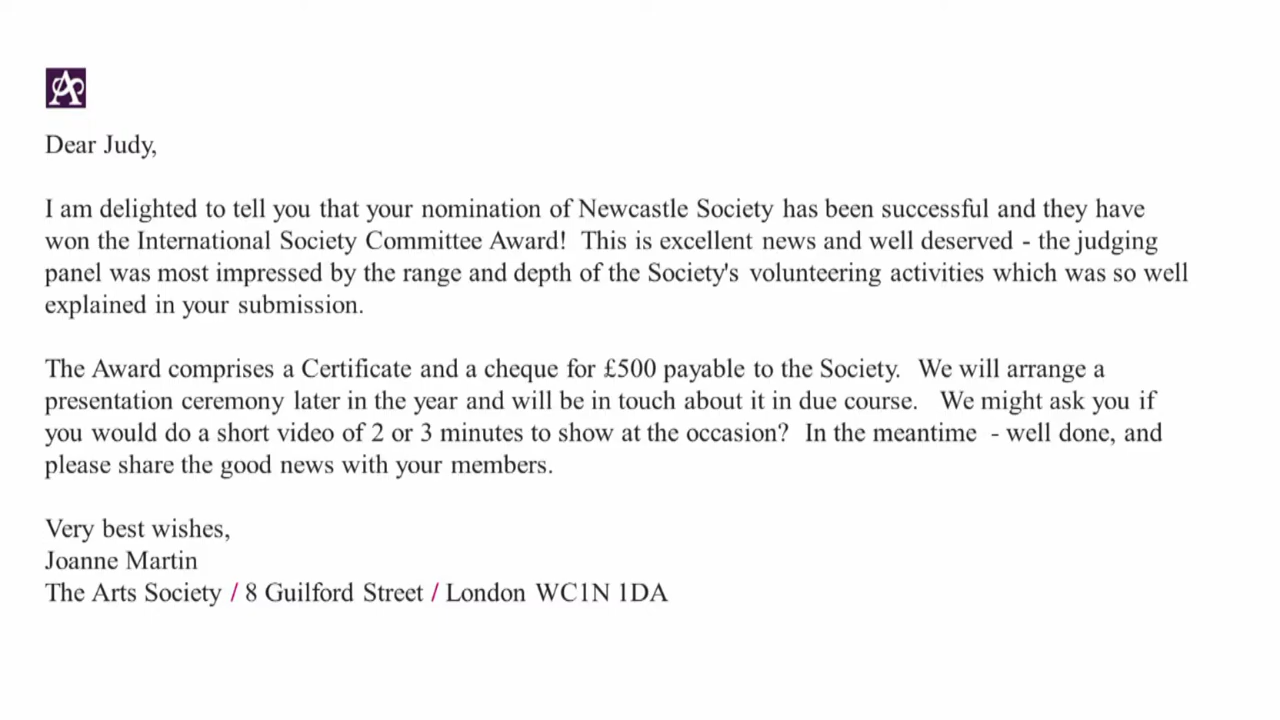 Dear Judy,
I am delighted to tell you that your nomination of Newcastle Society has been successful and they have
won the International Society Committee Award!  This is excellent news and well deserved - the judging
panel was most impressed by the range and depth of the Society's volunteering activities which was so well
explained in your submission.
The Award comprises a Certificate and a cheque for £500 payable to the Society.  We will arrange a
presentation ceremony later in the year and will be in touch about it in due course.   We might ask you if
you would do a short video of 2 or 3 minutes to show at the occasion?  In the meantime  - well done, and
please share the good news with your members.
Very best wishes,
Joanne Martin
The Arts Society / 8 Guilford Street / London WC1N 1DA